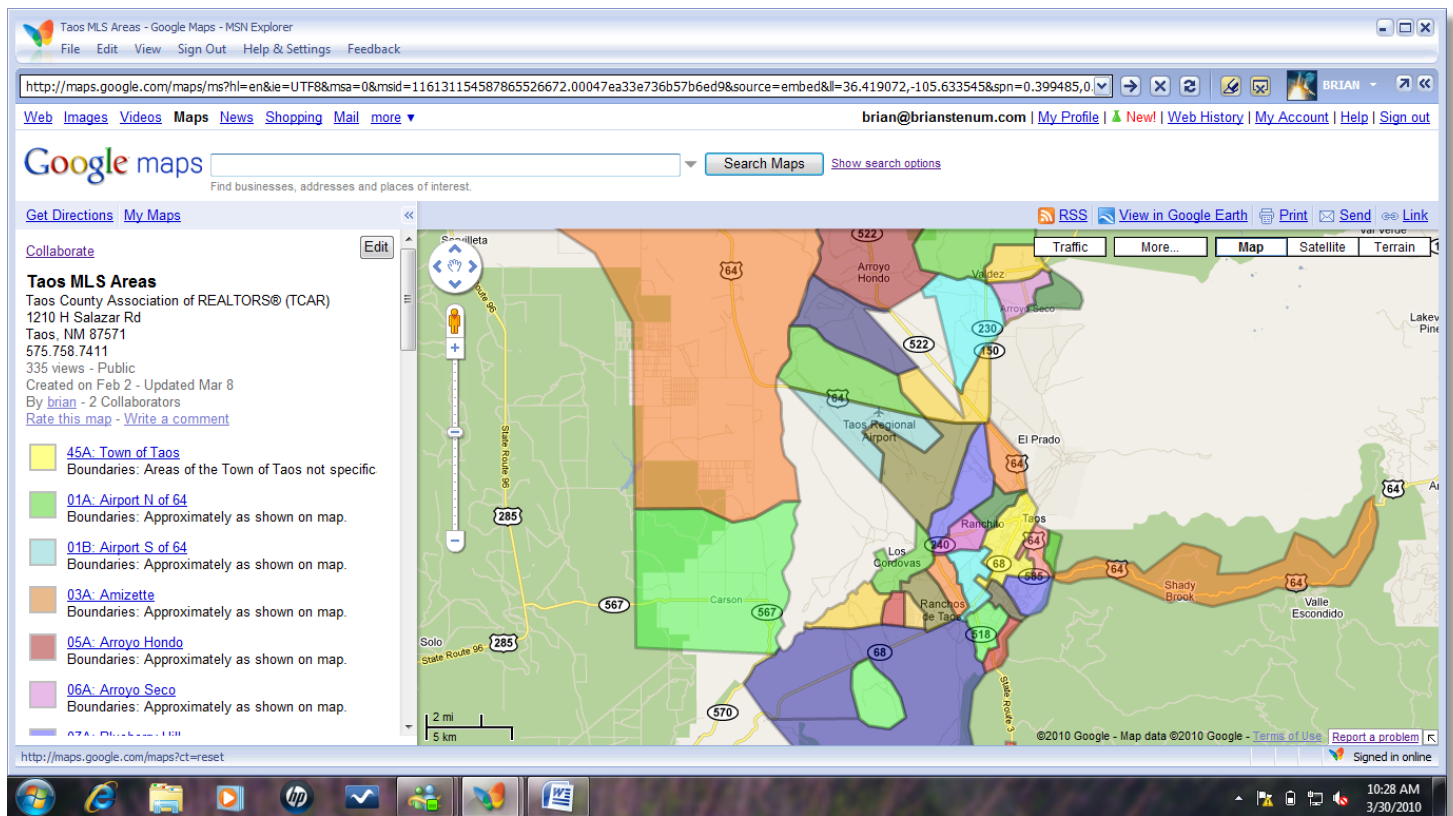 Taos MLS Areas - Google Maps - MSN Explorer
File Edit View Sign Out Help & Settings Feedback
http://maps.google.com/maps/ms?hl=en&ie=UTF8&msa=0&msid=116131154587865526672.00047ea33e736b57b6ed9&source=embed&ll=36.419072,-105.633545&spn=0.399485,0.
BRIAN
Web Images Videos Maps News Shopping Mail more ▼
brian@brianstenum.com | My Profile | New! | Web History | My Account | Help | Sign out
Google maps
Search Maps
Show search options
Find businesses, addresses and places of interest.
Get Directions My Maps
«
RSS View in Google Earth Print Send Link
Collaborate
Edit
Taos MLS Areas
Taos County Association of REALTORS® (TCAR)
1210 H Salazar Rd
Taos, NM 87571
575.758.7411
335 views - Public
Created on Feb 2 - Updated Mar 8
By brian - 2 Collaborators
Rate this map - Write a comment
45A: Town of Taos
Boundaries: Areas of the Town of Taos not specific
01A: Airport N of 64
Boundaries: Approximately as shown on map.
01B: Airport S of 64
Boundaries: Approximately as shown on map.
03A: Amizette
Boundaries: Approximately as shown on map.
05A: Arroyo Hondo
Boundaries: Approximately as shown on map.
06A: Arroyo Seco
Boundaries: Approximately as shown on map.
Traffic More... Map Satellite Terrain
522
64
Arroyo
Hondo
Valdez
Arroyo Seco
State Route 96
230
522
150
Lakev
Pine
64
Taos Regional
Airport
El Prado
64
64
285
Ranchito
Taos
240
64
Los
Cordovas
68
585
64
Shady
Brook
64
Valle
Escondido
567
Carson
567
Ranchos
de Taos
518
Solo
285
State Route 96
68
State Route 3
570
2 mi
5 km
©2010 Google - Map data ©2010 Google - Terms of Use
Report a problem
http://maps.google.com/maps?ct=reset
Signed in online
10:28 AM
3/30/2010